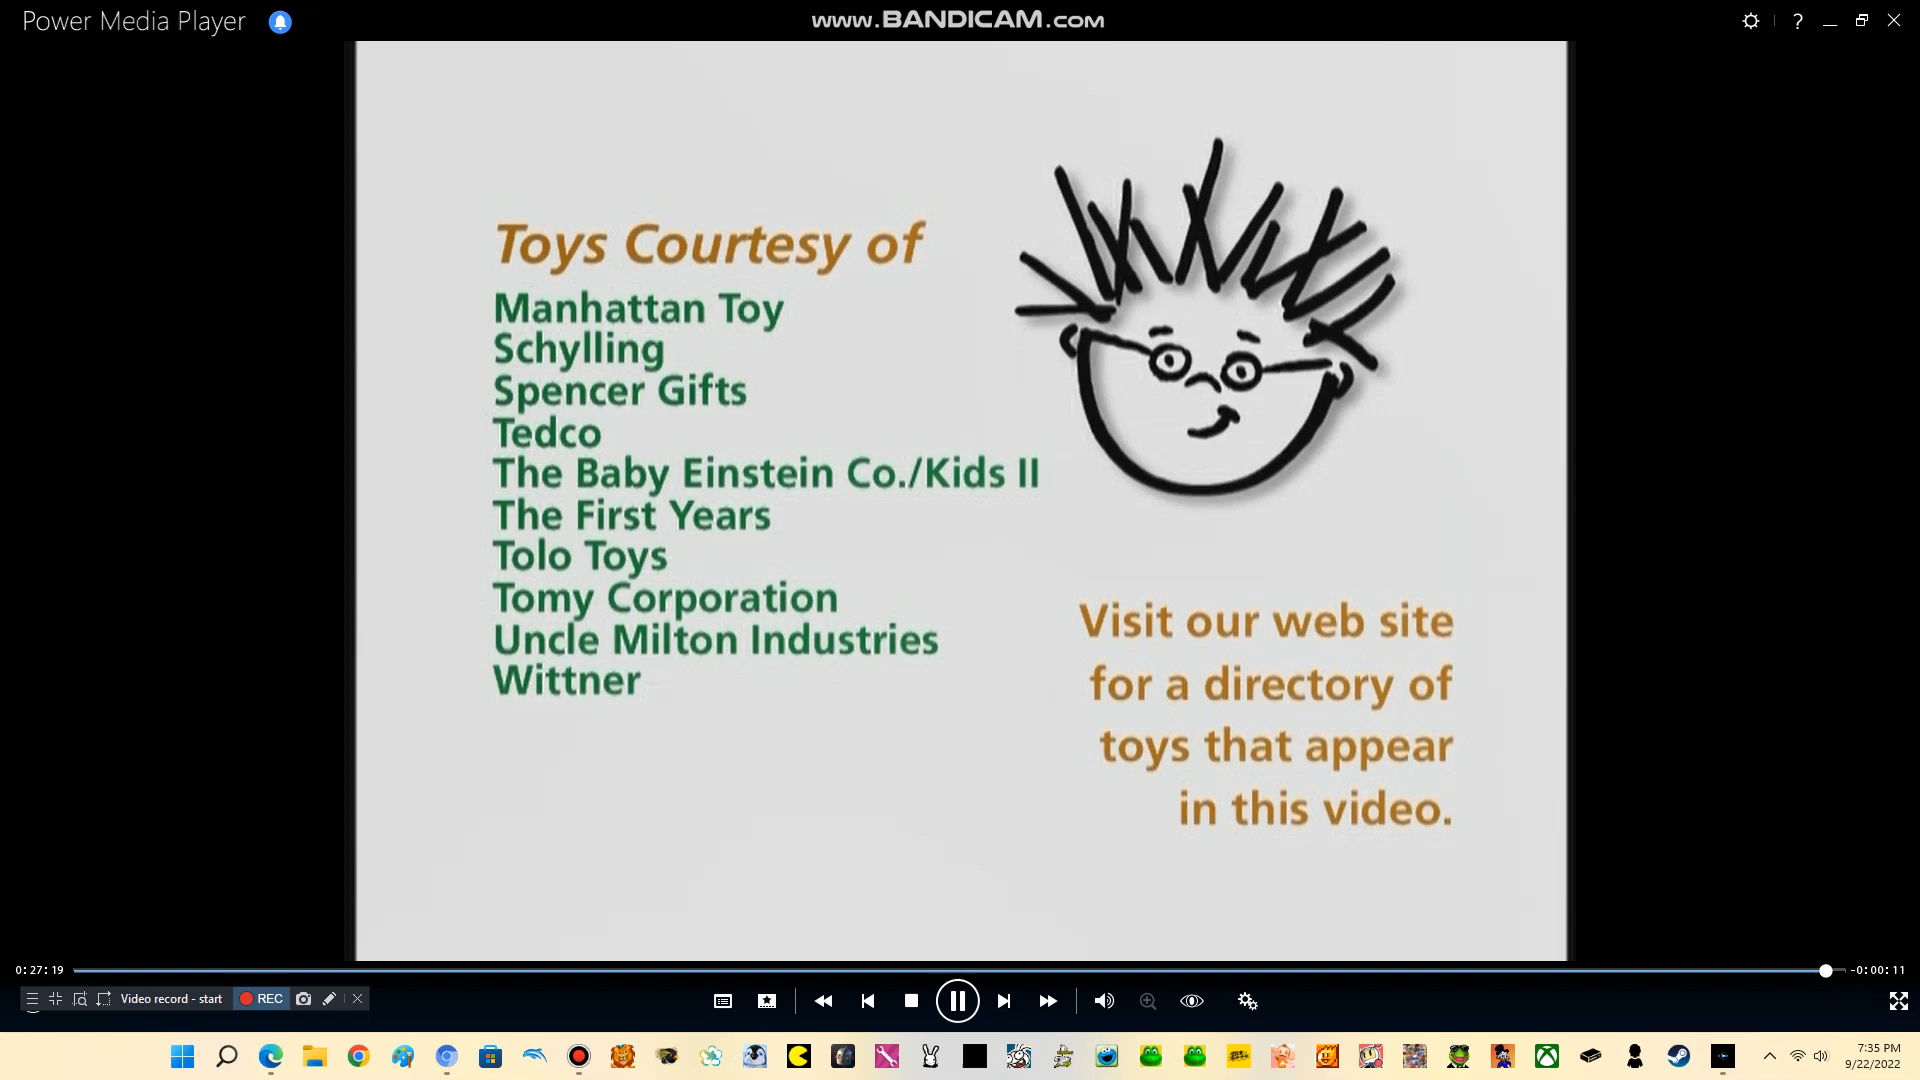 Power Media Player
www.BANDICAM.com
?
Toys Courtesy of
Manhattan Toy
Schylling
Spencer Gifts
Tedco
The Baby Einstein Co./Kids II
The First Years
Tolo Toys
Tomy Corporation
Uncle Milton Industries
Wittner
Visit our web site
for a directory of
toys that appear
in this video.
0:27:19
-0:00:11
Video record - start
REC
7:35 PM
9/22/2022